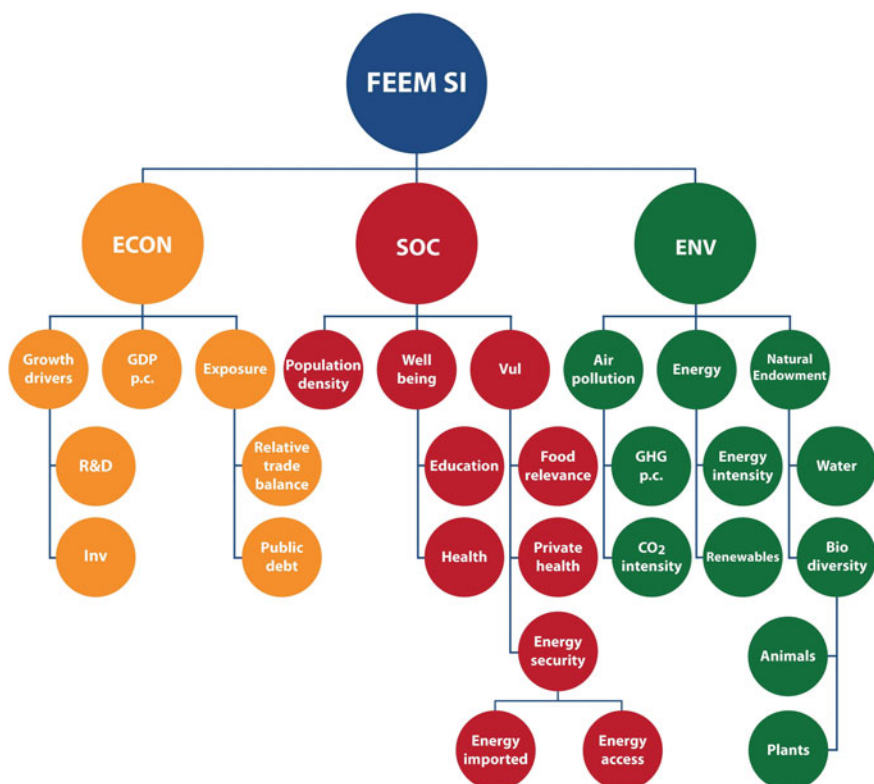 FEEM SI
ECON
SOC
ENV
Growth
drivers
GDP
p.c.
Exposure
Population
density
Well
being
Vul
Air
pollution
Energy
Natural
Endowment
R&D
Relative
trade
balance
Education
Food
relevance
GHG
p.c.
Energy
intensity
Water
Inv
Public
debt
Health
Private
health
CO2
intensity
Renewables
Bio
diversity
Energy
security
Animals
Energy
imported
Energy
access
Plants